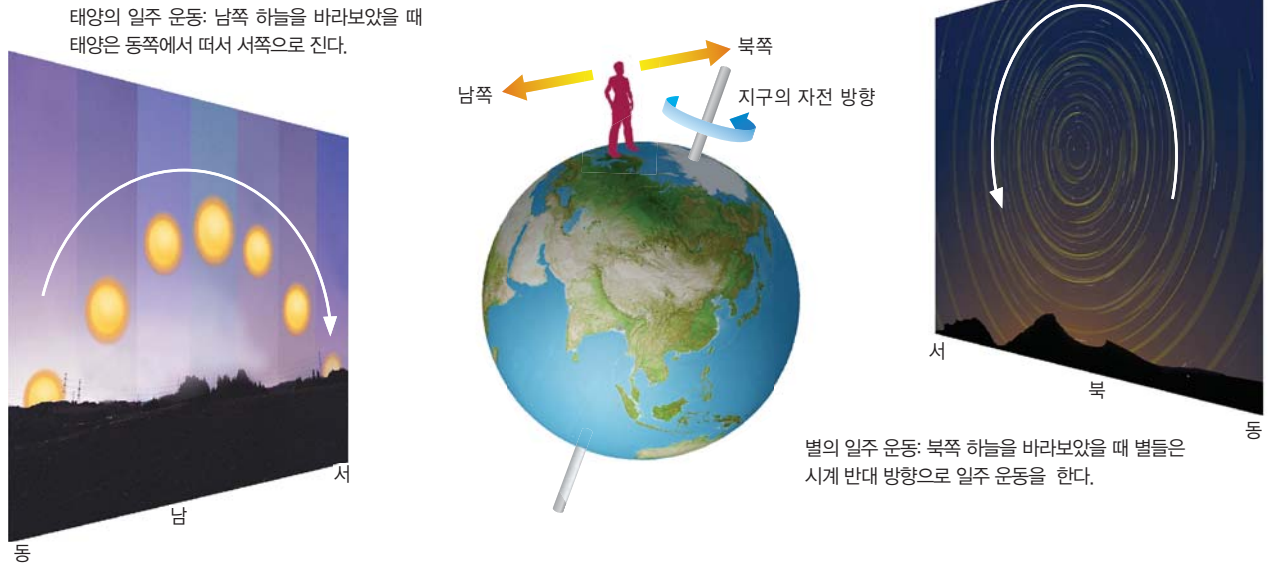 태양의 일주 운동: 남쪽 하늘을 바라보았을 때
태양은 동쪽에서 떠서 서쪽으로 진다.
북쪽
남쪽
지구의 자전 방향
서
남
동
서
북
동
별의 일주 운동: 북쪽 하늘을 바라보았을 때 별들은
시계 반대 방향으로 일주 운동을 한다.